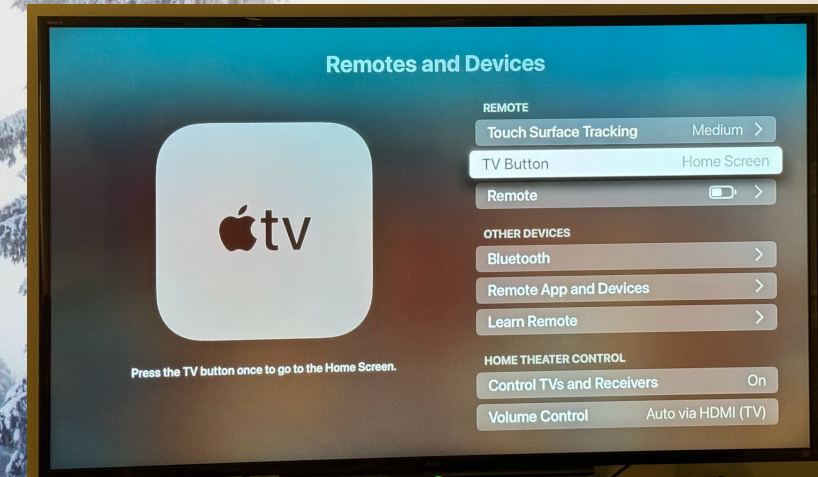 Remotes and Devices
REMOTE
Touch Surface Tracking Medium
TV Button Home Screen
Remote
OTHER DEVICES
Bluetooth
Remote App and Devices
Learn Remote
HOME THEATER CONTROL
Control TVs and Receivers On
Volume Control Auto via HDMI (TV)
tv
Press the TV button once to go to the Home Screen.